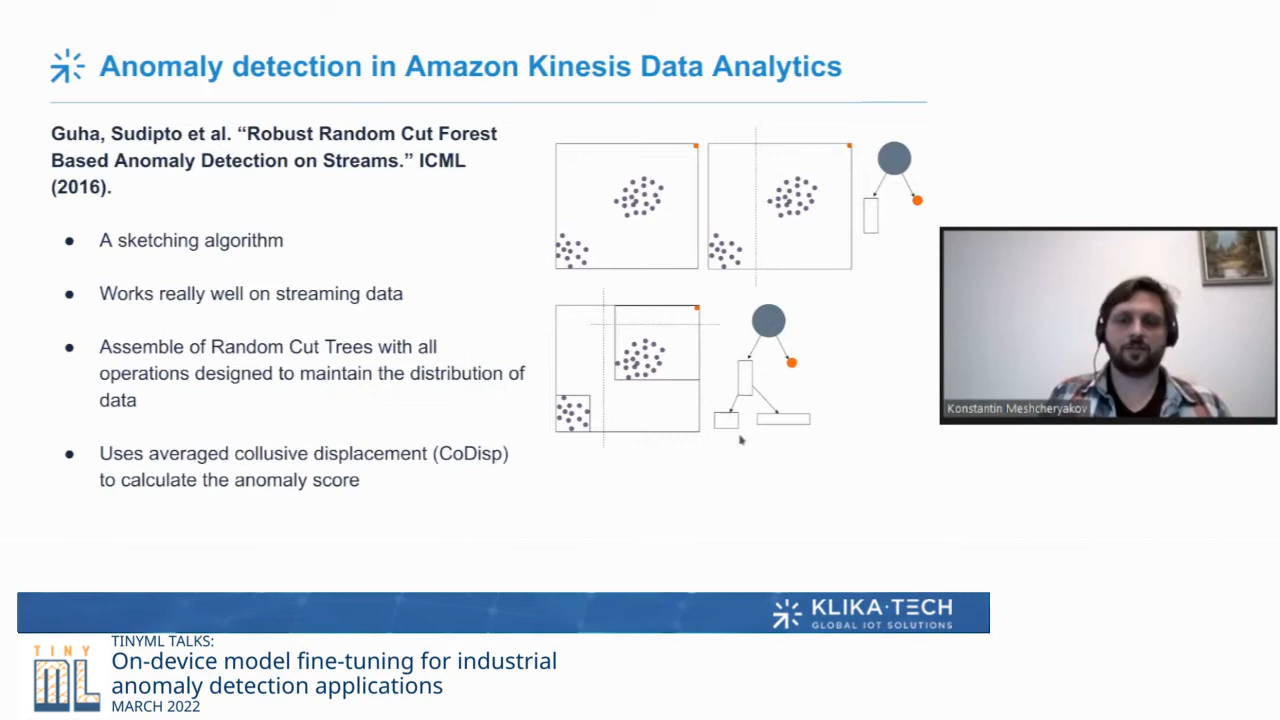 Anomaly detection in Amazon Kinesis Data Analytics
Guha, Sudipto et al. “Robust Random Cut Forest
Based Anomaly Detection on Streams.” ICML
(2016).
● A sketching algorithm
● Works really well on streaming data
● Assemble of Random Cut Trees with all
operations designed to maintain the distribution of
data
● Uses averaged collusive displacement (CoDisp)
to calculate the anomaly score
Konstantin Meshcheryakov
KLIKA·TECH
GLOBAL IOT SOLUTIONS
TINY
ML
TINYML TALKS:
On-device model fine-tuning for industrial
anomaly detection applications
MARCH 2022